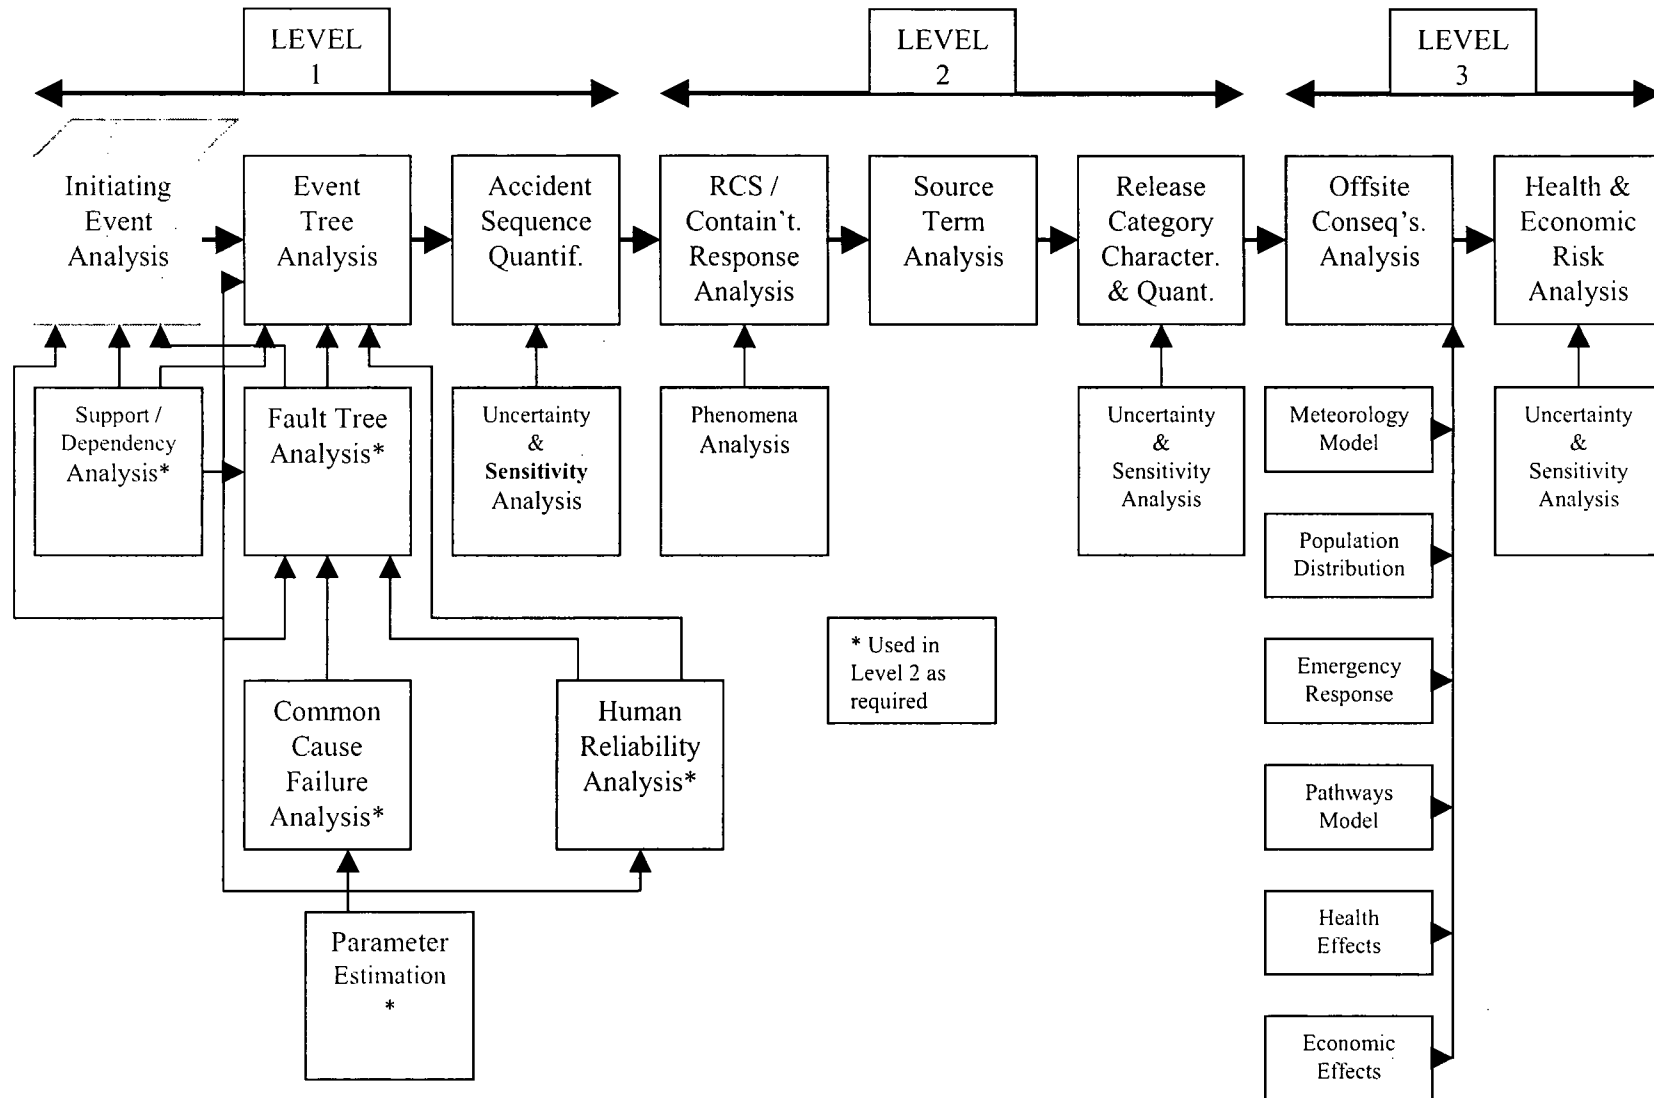 LEVEL
1
LEVEL
2
LEVEL
3
Initiating
Event
Analysis
Event
Tree
Analysis
Accident
Sequence
Quantif.
RCS /
Contain't.
Response
Analysis
Source
Term
Analysis
Release
Category
Character.
& Quant.
Offsite
Conseq's.
Analysis
Health &
Economic
Risk
Analysis
Support /
Dependency
Analysis*
Fault Tree
Analysis*
Uncertainty
&
Sensitivity
Analysis
Phenomena
Analysis
Uncertainty
&
Sensitivity
Analysis
Meteorology
Model
Uncertainty
&
Sensitivity
Analysis
Population
Distribution
* Used in
Level 2 as
required
Emergency
Response
Common
Cause
Failure
Analysis*
Human
Reliability
Analysis*
Pathways
Model
Health
Effects
Parameter
Estimation
*
Economic
Effects